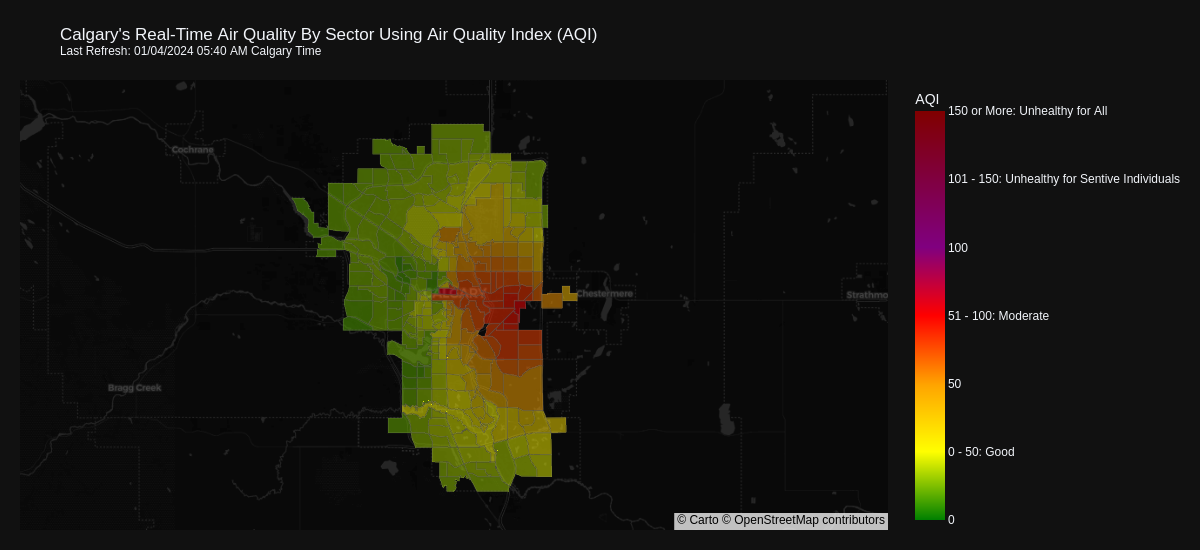 Calgary's Real-Time Air Quality By Sector Using Air Quality Index (AQI)
Last Refresh: 01/04/2024 05:40 AM Calgary Time
AQI
150 or More: Unhealthy for All
101 - 150: Unhealthy for Sentive Individuals
100
51 - 100: Moderate
50
0 - 50: Good
0
Cochrane
CALGARY
Chestermere
Strathmo
Bragg Creek
© Carto © OpenStreetMap contributors